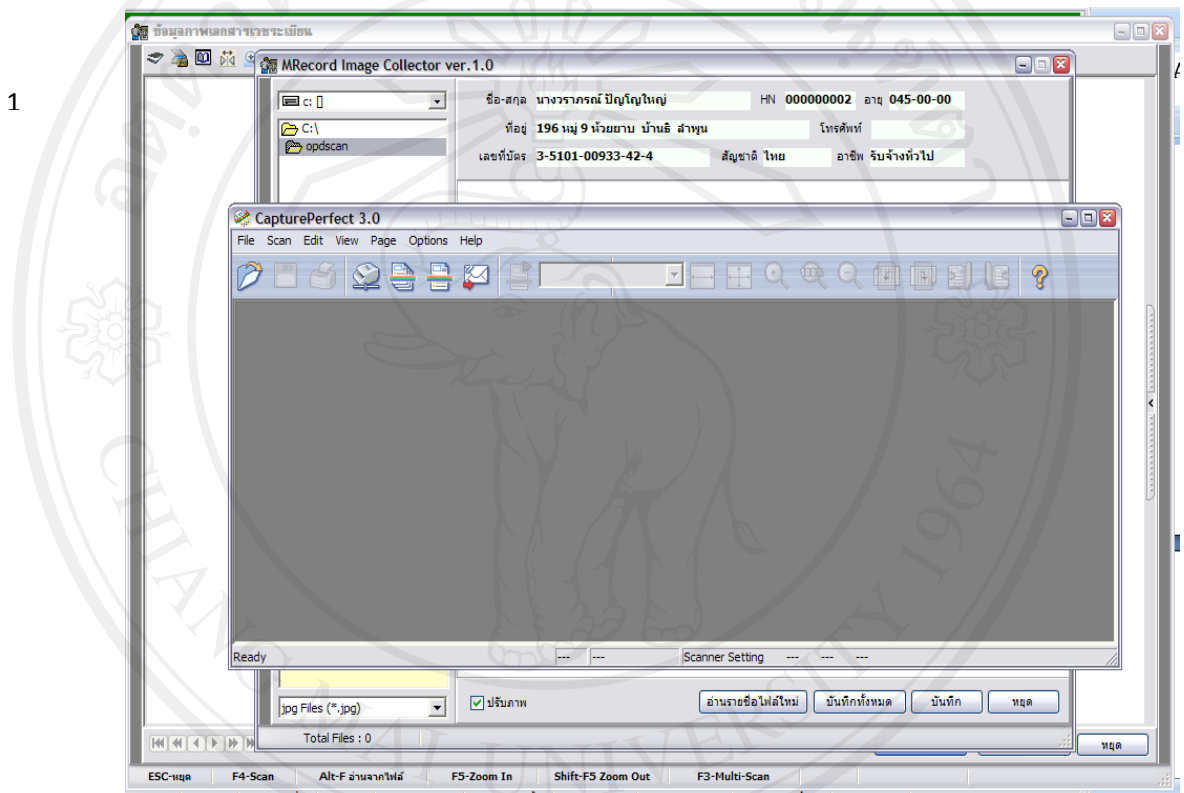 ข้อมูลภาพเอกสารเวชระเบียน
MRecord Image Collector ver.1.0
1
c: []
ชื่อ-สกุล นางวราภรณ์ ปัญโญใหญ่ HN 000000002 อายุ 045-00-00
C:\
ที่อยู่ 196 หมู่ 9 ห้วยยาบ บ้านธิ ลำพูน โทรศัพท์
opdscan
เลขที่บัตร 3-5101-00933-42-4 สัญชาติ ไทย อาชีพ รับจ้างทั่วไป
CapturePerfect 3.0
File Scan Edit View Page Options Help
100
Ready --- --- Scanner Setting --- --- ---
jpg Files (*.jpg) ปรับภาพ อ่านรายชื่อไฟล์ใหม่ บันทึกทั้งหมด บันทึก หยุด
Total Files : 0
หยุด
ESC-หยุด F4-Scan Alt-F อ่านจากไฟล์ F5-Zoom In Shift-F5 Zoom Out F3-Multi-Scan
CHIANG MAI UNIVERSITY 1964